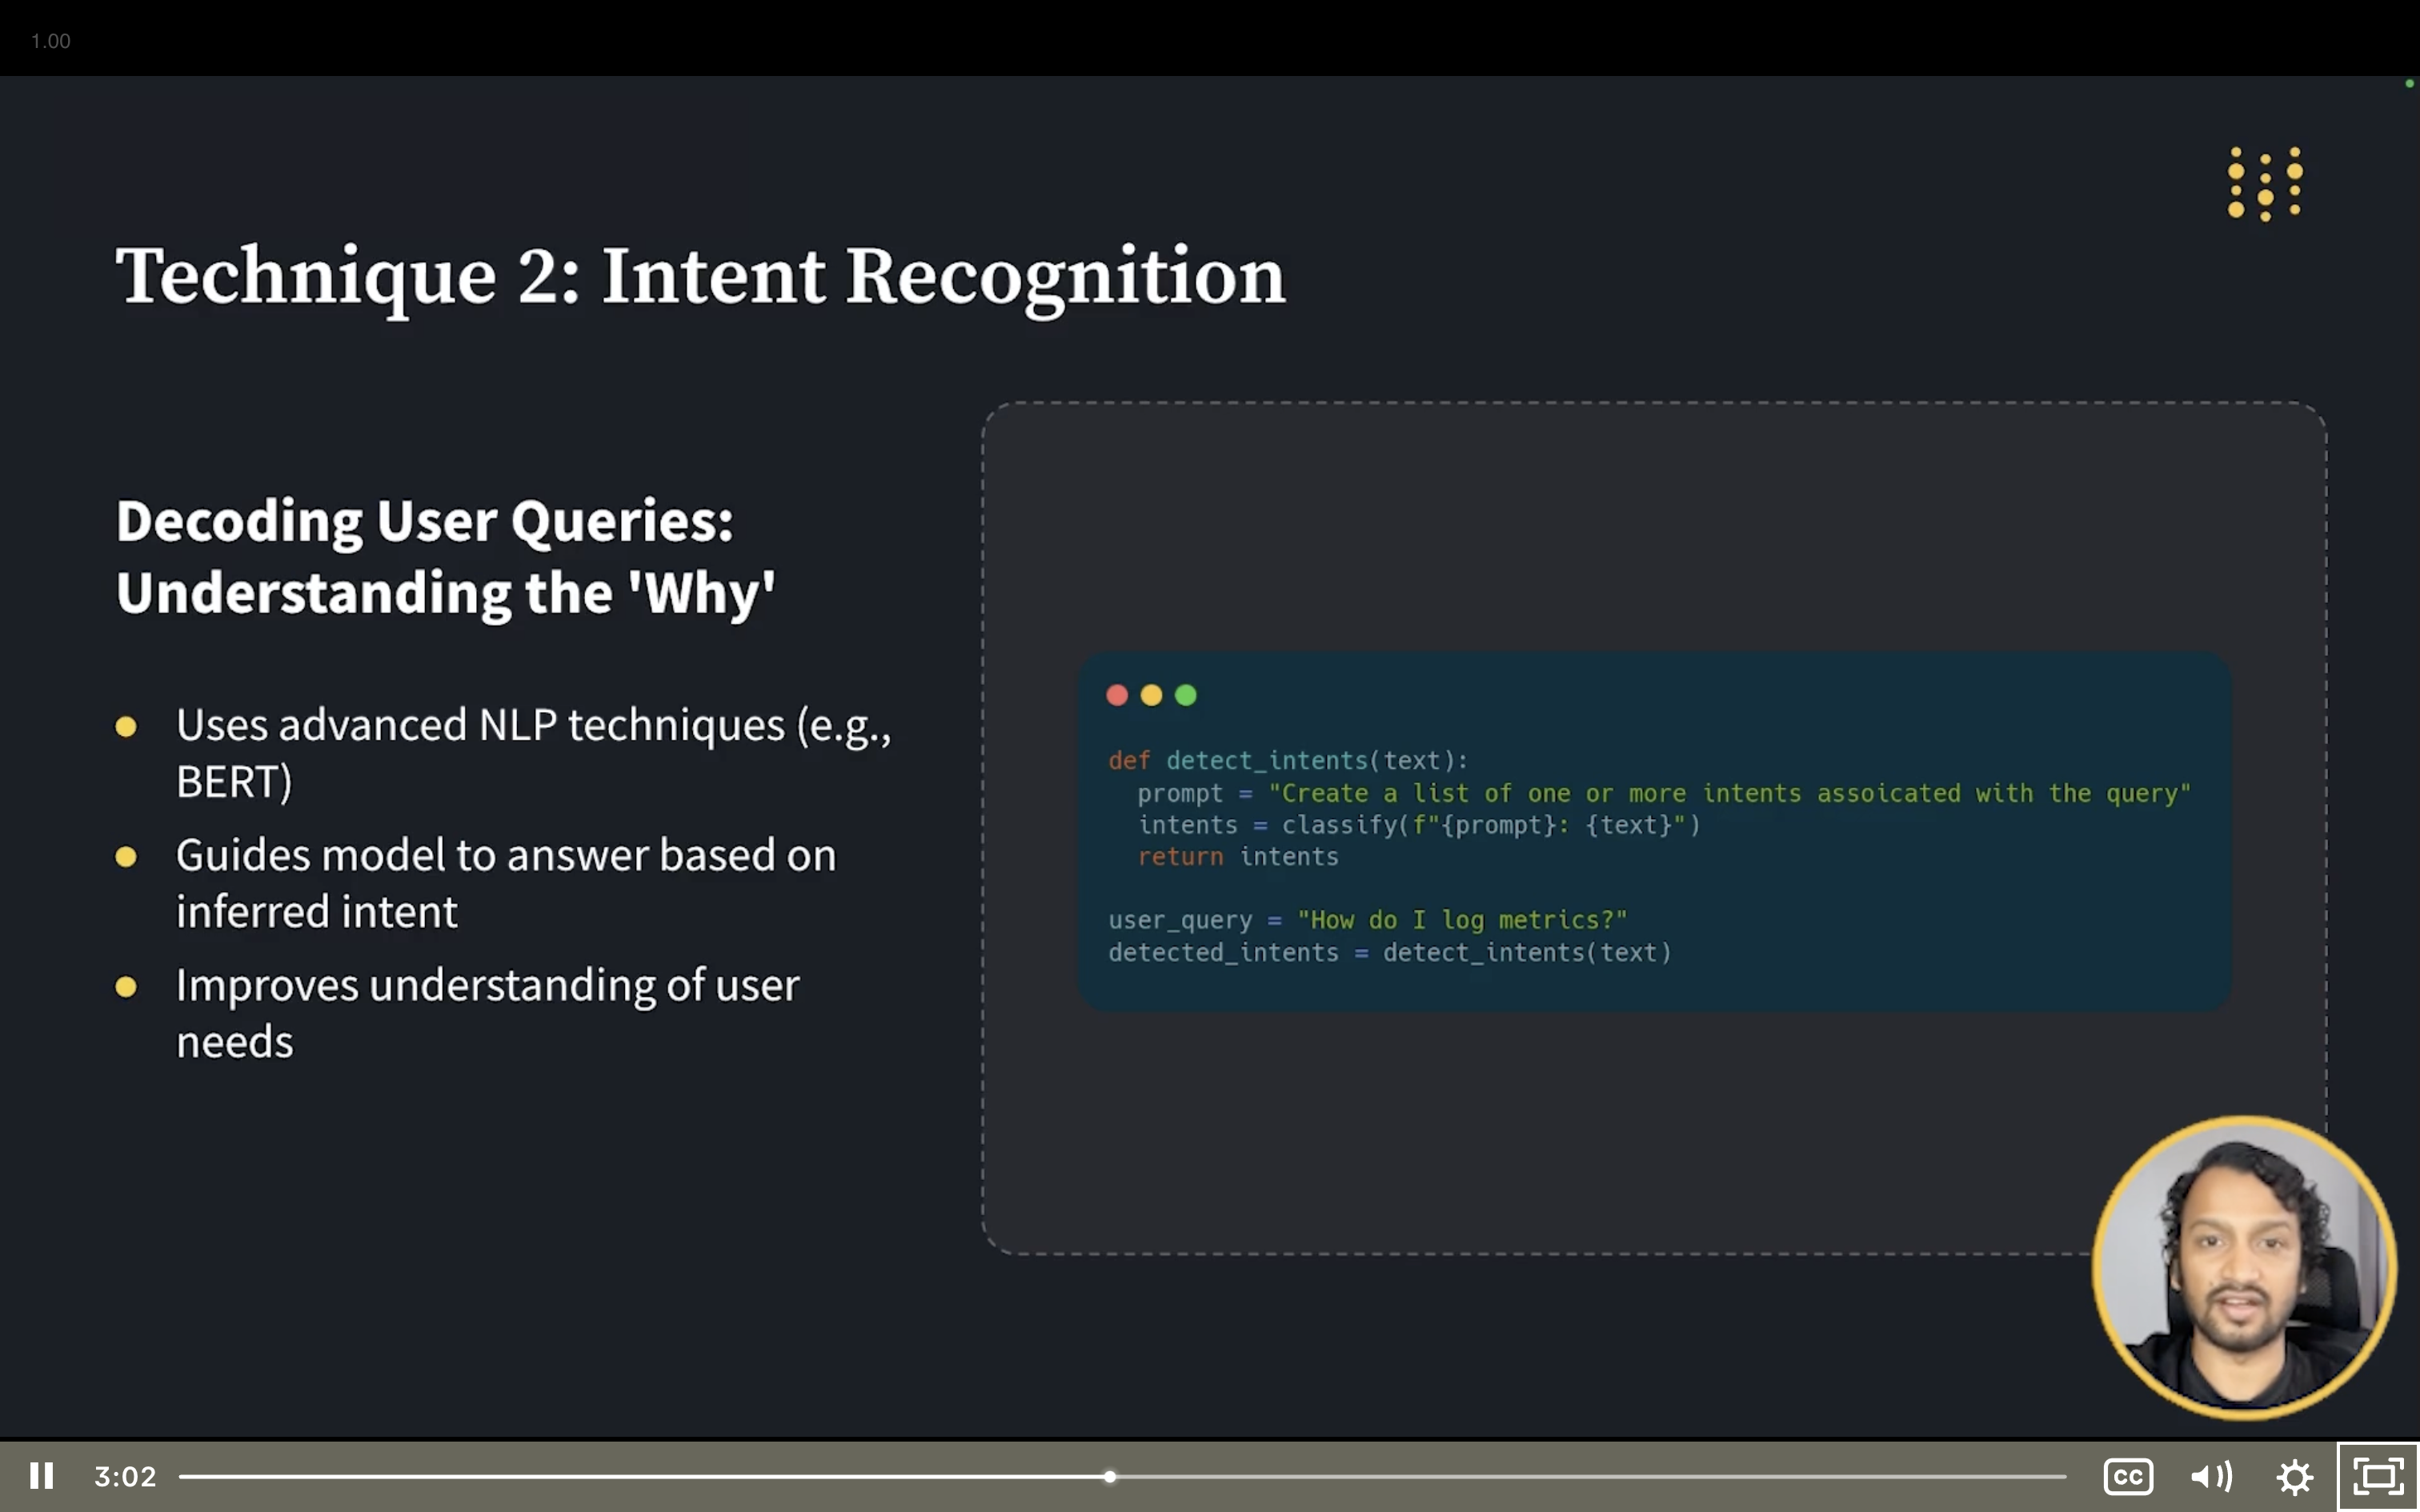 1.00
Technique 2: Intent Recognition
Decoding User Queries:
Understanding the 'Why'
Uses advanced NLP techniques (e.g.,
BERT)
Guides model to answer based on
inferred intent
Improves understanding of user
needs
def detect_intents(text):
  prompt = "Create a list of one or more intents assoicated with the query"
  intents = classify(f"{prompt}: {text}")
  return intents
user_query = "How do I log metrics?"
detected_intents = detect_intents(text)
3:02
CC